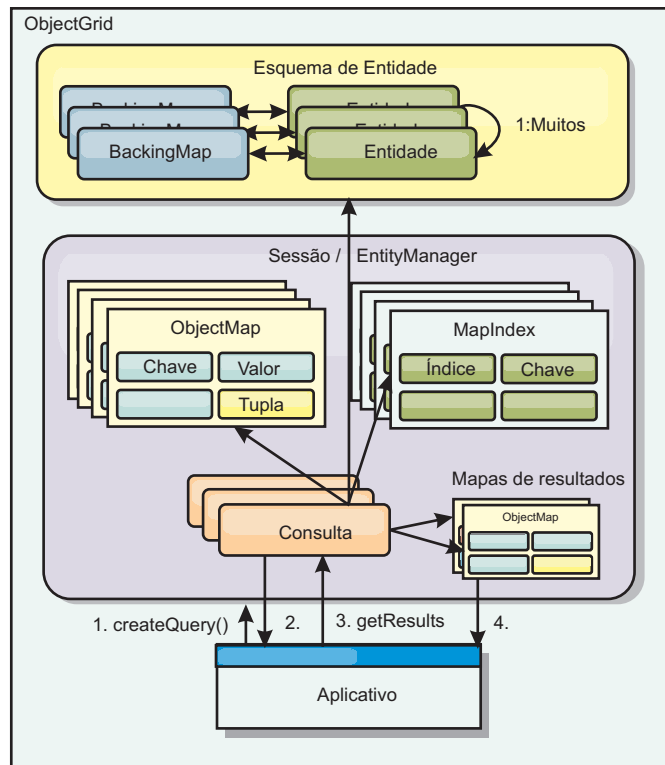 ObjectGrid
Esquema de Entidade
BackingMap
Entidade
1:Muitos
Sessão / EntityManager
ObjectMap
Chave Valor
Tupla
MapIndex
Índice Chave
Mapas de resultados
ObjectMap
Consulta
1. createQuery()
2.
3. getResults
4.
Aplicativo